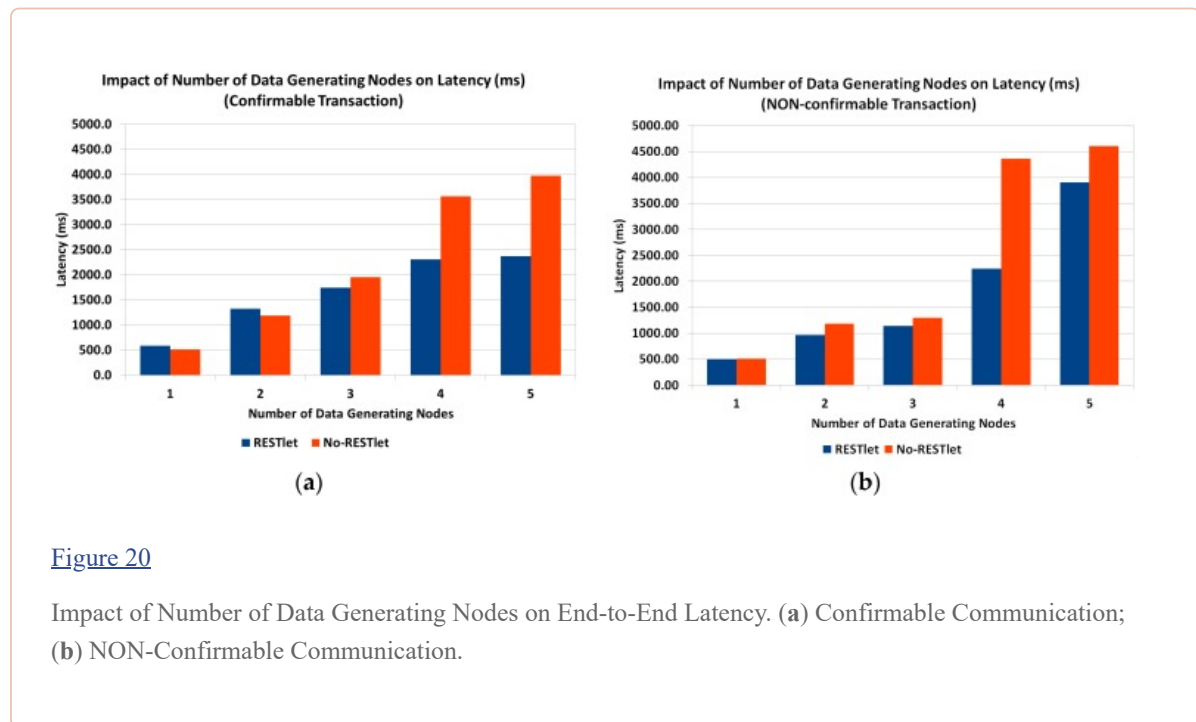 Impact of Number of Data Generating Nodes on Latency (ms)
(Confirmable Transaction)
5000.0
4500.0
4000.0
3500.0
3000.0
2500.0
2000.0
1500.0
1000.0
500.0
0.0
Latency (ms)
1 2 3 4 5
Number of Data Generating Nodes
RESTlet No-RESTlet
(a)
Impact of Number of Data Generating Nodes on Latency (ms)
(NON-confirmable Transaction)
5000.00
4500.00
4000.00
3500.00
3000.00
2500.00
2000.00
1500.00
1000.00
500.00
0.00
Latency (ms)
1 2 3 4 5
Number of Data Generating Nodes
RESTlet No-RESTlet
(b)
Figure 20
Impact of Number of Data Generating Nodes on End-to-End Latency. (a) Confirmable Communication;
(b) NON-Confirmable Communication.